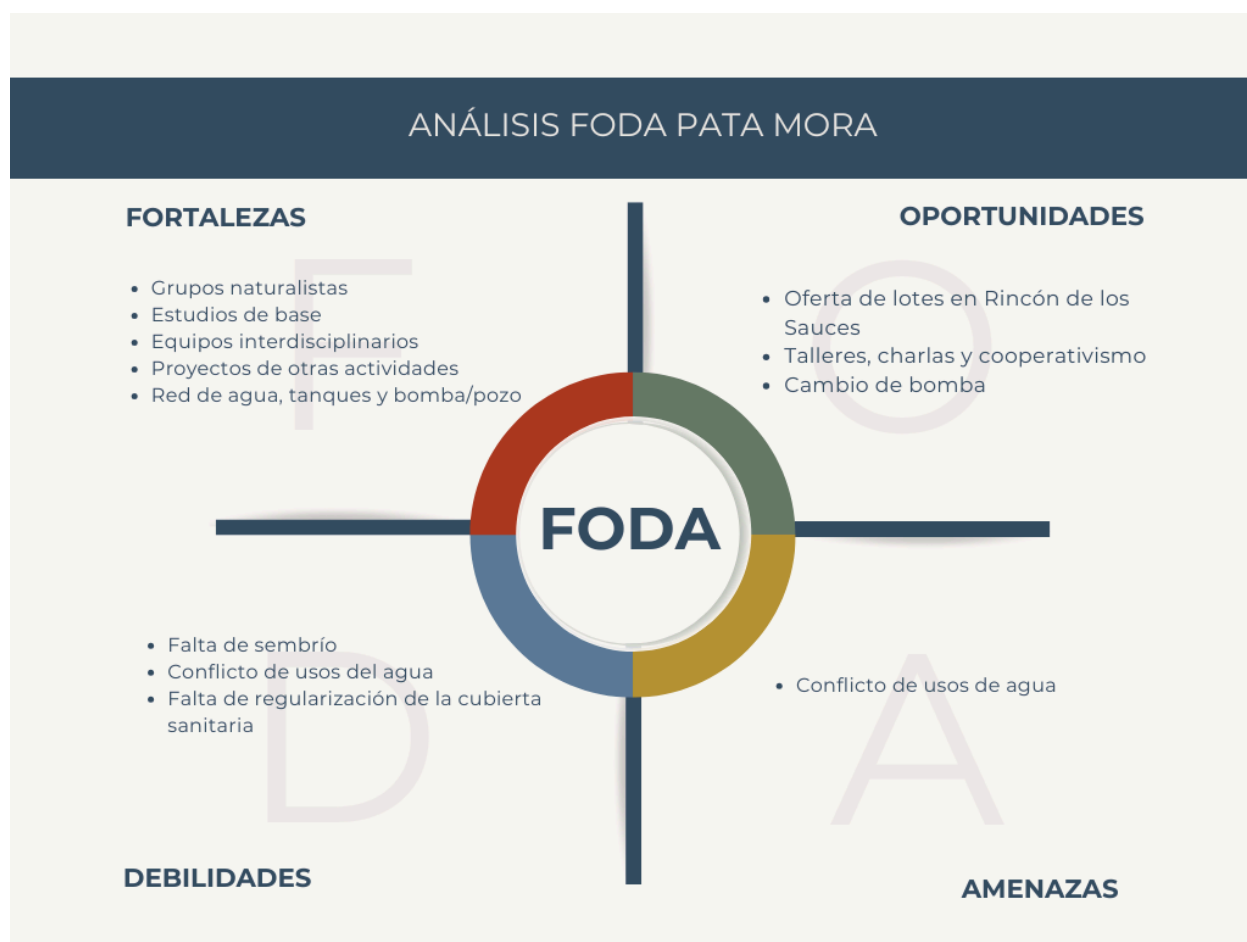 ANÁLISIS FODA PATA MORA
FORTALEZAS
• Grupos naturalistas
• Estudios de base
• Equipos interdisciplinarios
• Proyectos de otras actividades
• Red de agua, tanques y bomba/pozo
F
OPORTUNIDADES
• Oferta de lotes en Rincón de los
Sauces
• Talleres, charlas y cooperativismo
• Cambio de bomba
O
FODA
• Falta de sembrío
• Conflicto de usos del agua
• Falta de regularización de la cubierta
sanitaria
D
DEBILIDADES
• Conflicto de usos de agua
A
AMENAZAS